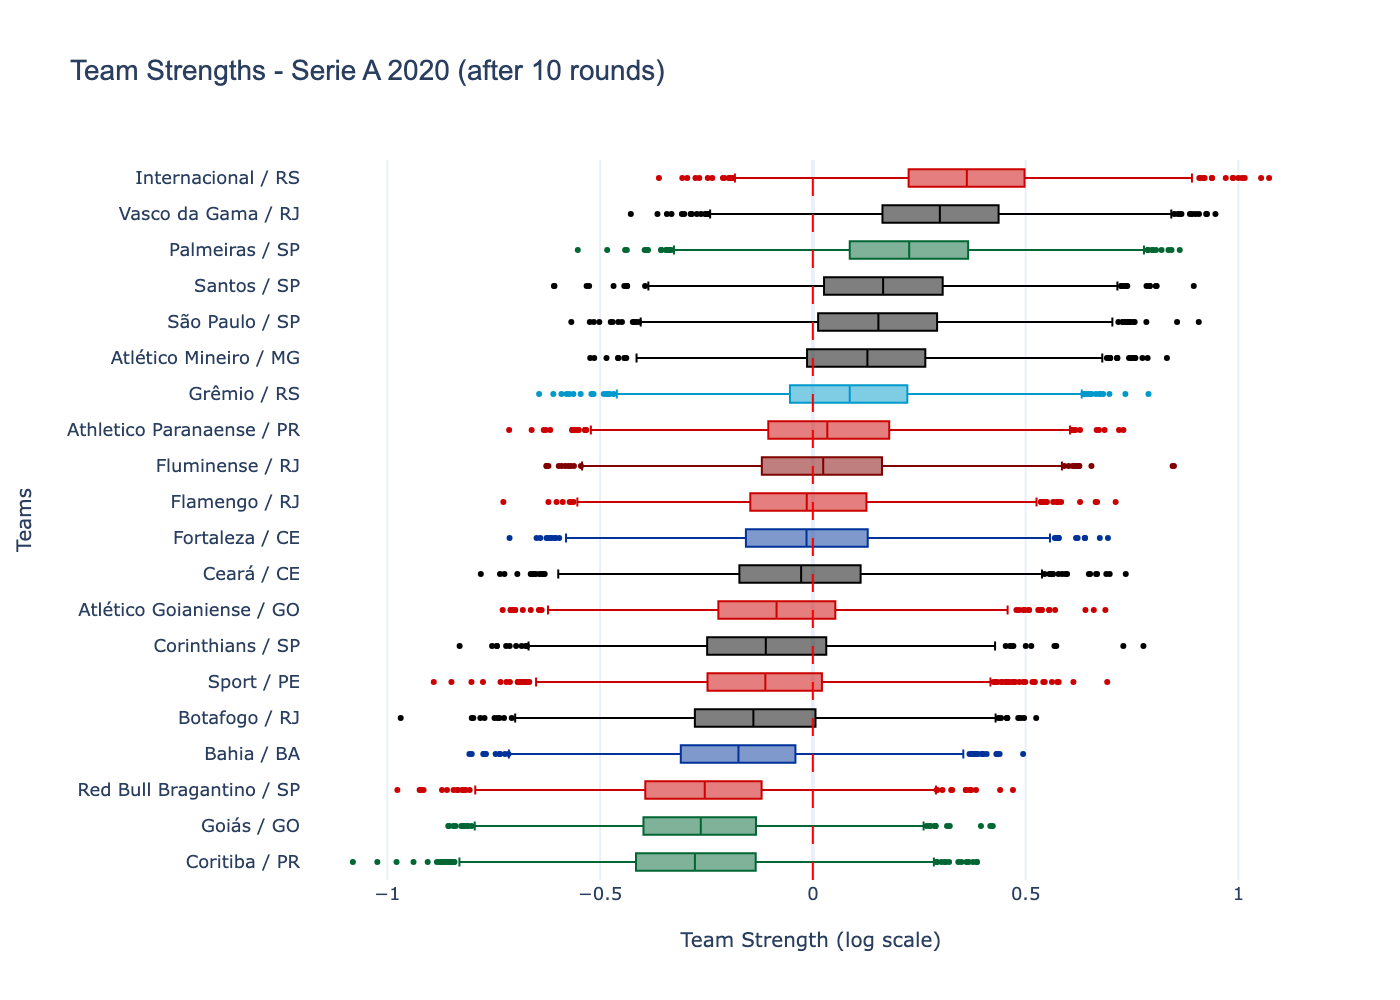 Team Strengths - Serie A 2020 (after 10 rounds)
Teams
Internacional / RS
Vasco da Gama / RJ
Palmeiras / SP
Santos / SP
São Paulo / SP
Atlético Mineiro / MG
Grêmio / RS
Athletico Paranaense / PR
Fluminense / RJ
Flamengo / RJ
Fortaleza / CE
Ceará / CE
Atlético Goianiense / GO
Corinthians / SP
Sport / PE
Botafogo / RJ
Bahia / BA
Red Bull Bragantino / SP
Goiás / GO
Coritiba / PR
−1 −0.5 0 0.5 1
Team Strength (log scale)